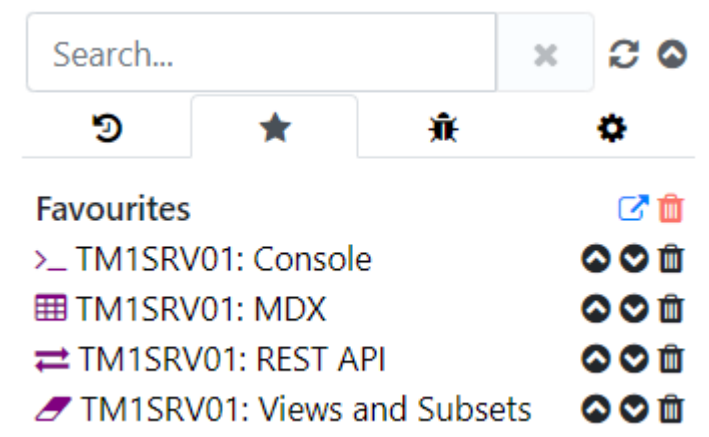 Search...
Favourites
TM1SRV01: Console
TM1SRV01: MDX
TM1SRV01: REST API
TM1SRV01: Views and Subsets